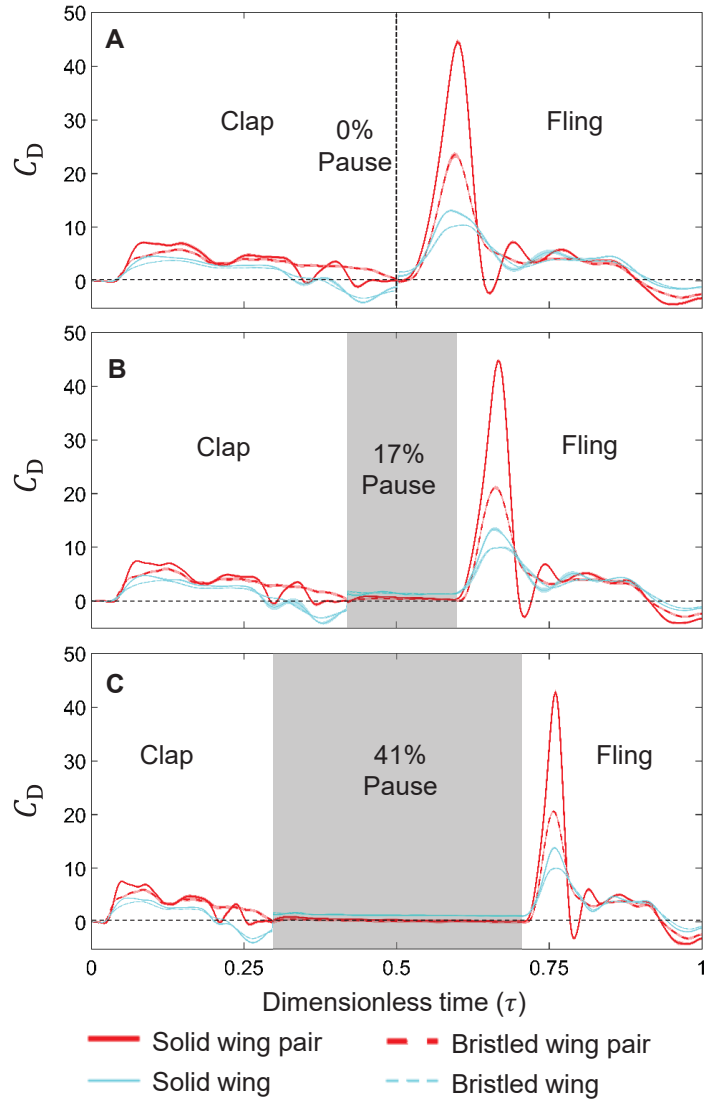 50
A
40
Clap
0%
Pause
Fling
30
C_D
20
10
0
50
B
40
Clap
17%
Pause
Fling
30
C_D
20
10
0
50
C
40
Clap
41%
Pause
Fling
30
C_D
20
10
0
0 0.25 0.5 0.75 1
Dimensionless time (τ)
Solid wing pair Bristled wing pair
Solid wing Bristled wing